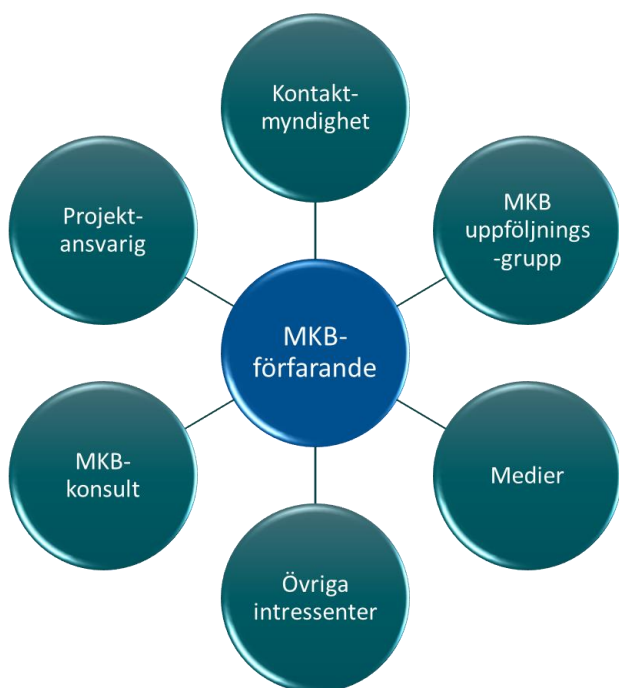 Kontakt-
myndighet
Projekt-
ansvarig
MKB
uppföljnings
-grupp
MKB-
förfarande
MKB-
konsult
Medier
Övriga
intressenter